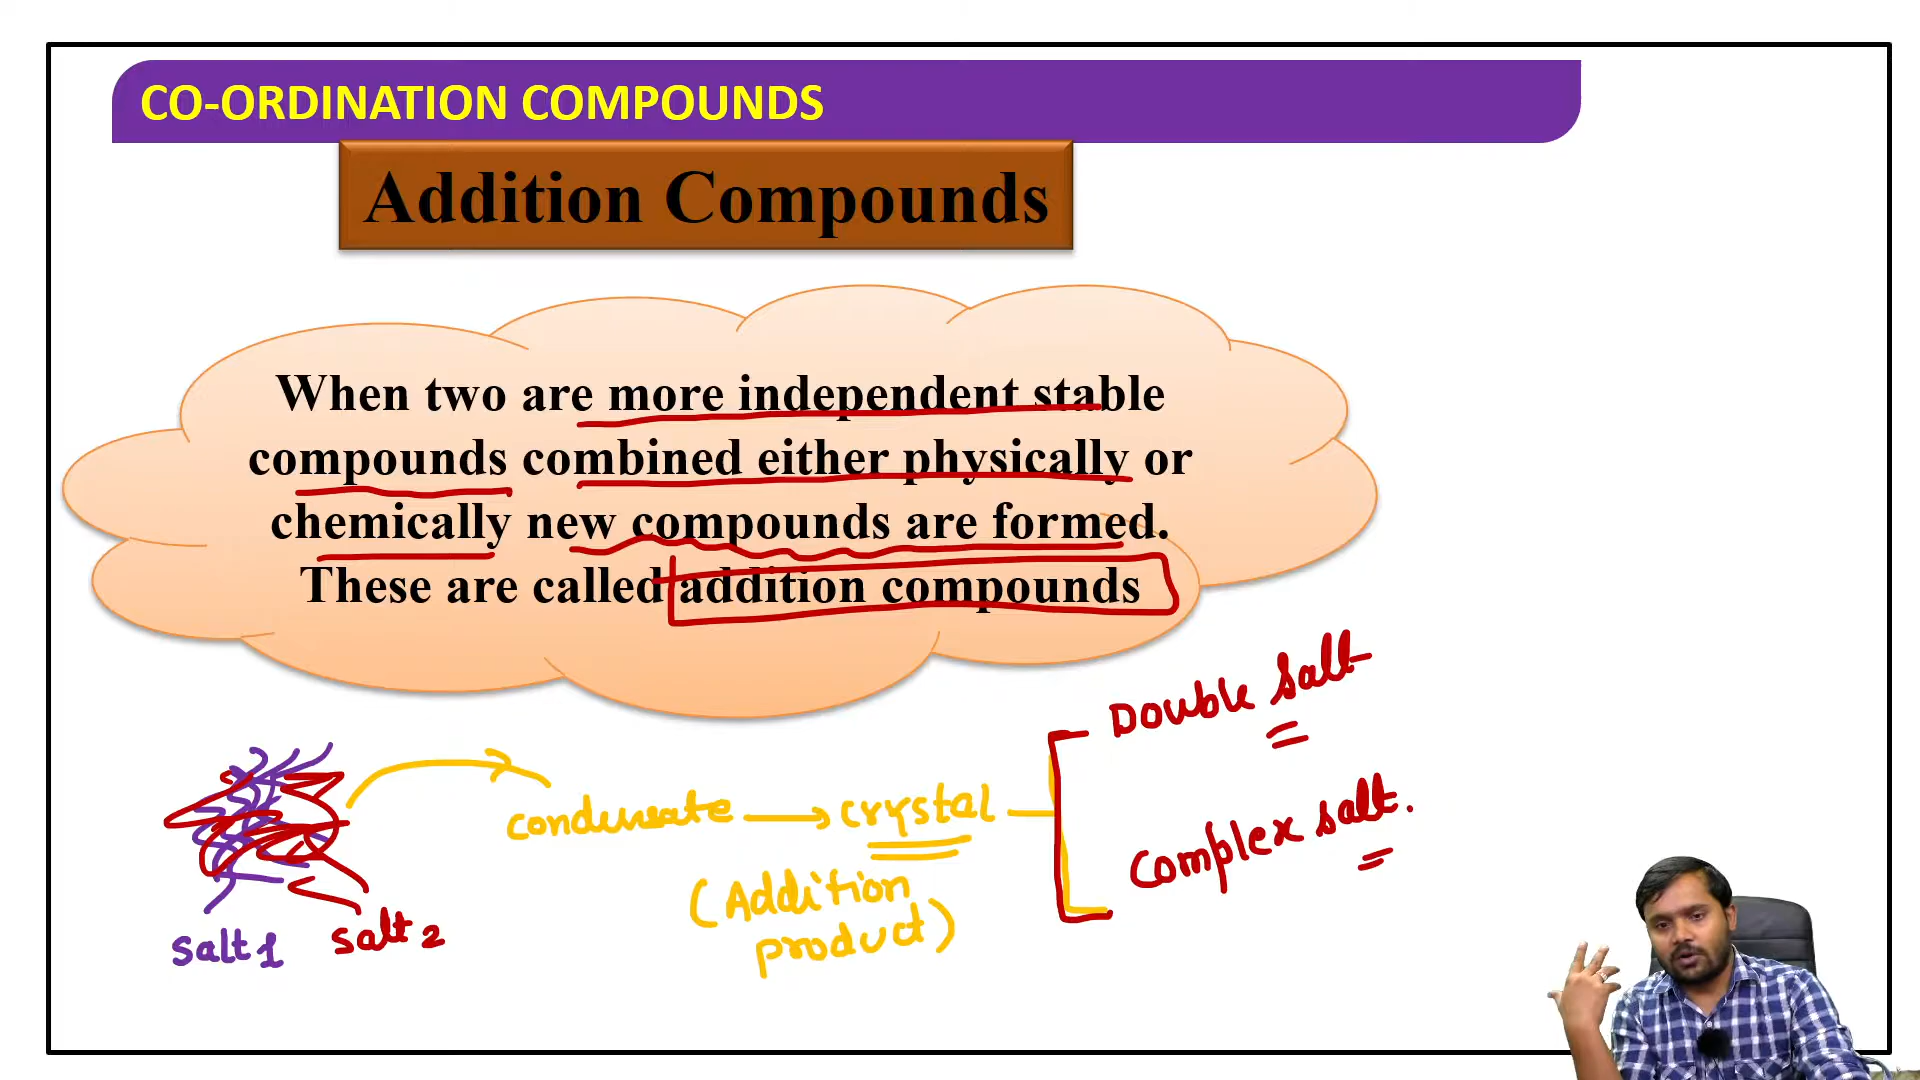 CO-ORDINATION COMPOUNDS
Addition Compounds
When two are more independent stable
compounds combined either physically or
chemically new compounds are formed.
These are called addition compounds
Double Salt
condensate → crystal
Complex salt.
(Addition
product)
salt 1
salt 2